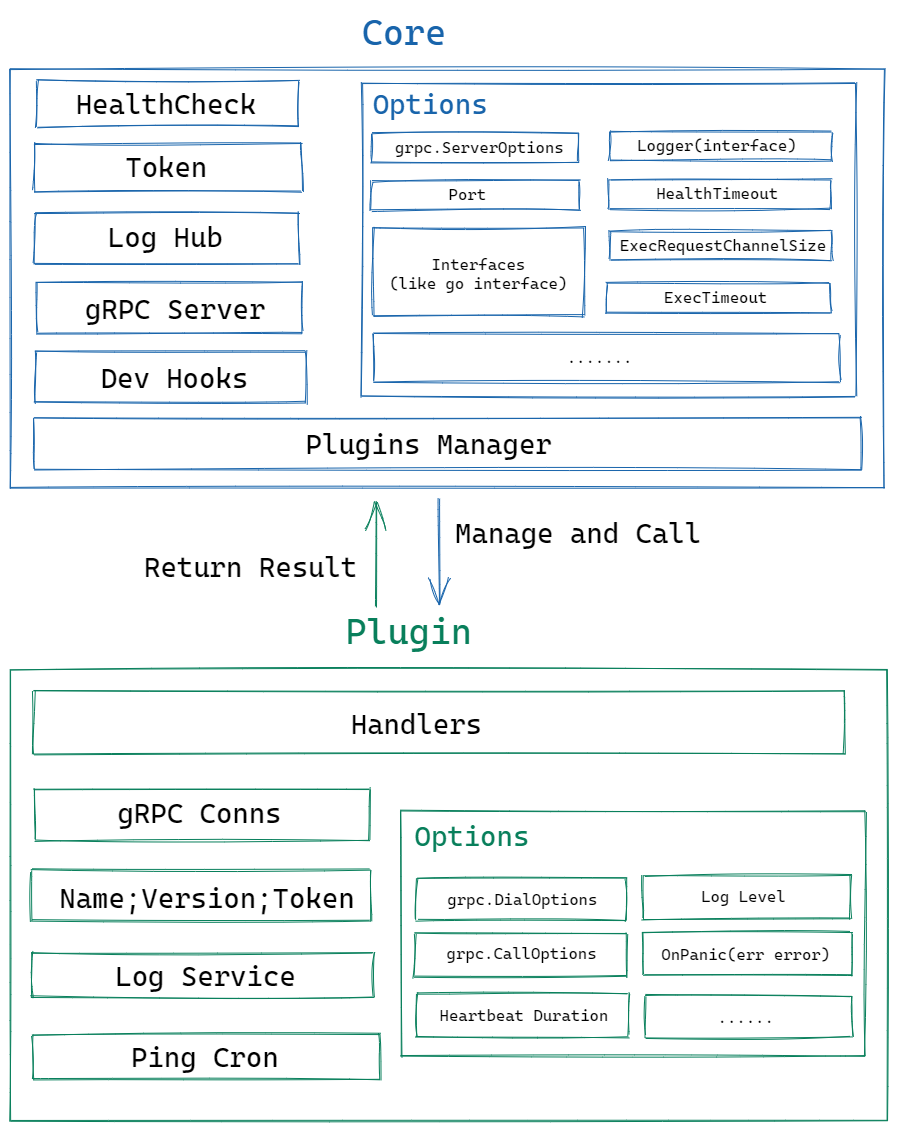 Core
HealthCheck
Token
Log Hub
gRPC Server
Dev Hooks
Options
grpc.ServerOptions
Logger(interface)
Port
HealthTimeout
Interfaces
(like go interface)
ExecRequestChannelSize
ExecTimeout
.......
Plugins Manager
Manage and Call
Return Result
Plugin
Handlers
gRPC Conns
Name;Version;Token
Log Service
Ping Cron
Options
grpc.DialOptions
Log Level
grpc.CallOptions
OnPanic(err error)
Heartbeat Duration
......